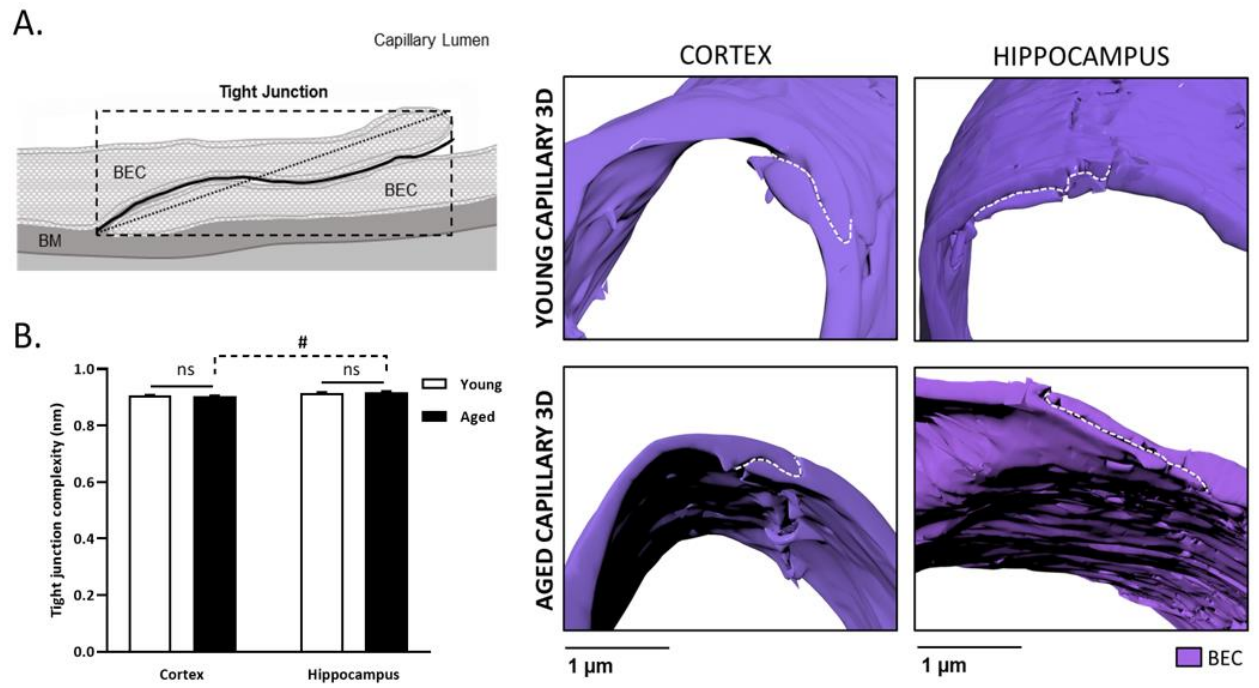 A.
Capillary Lumen
Tight Junction
BEC
BEC
BM
CORTEX
HIPPOCAMPUS
YOUNG CAPILLARY 3D
AGED CAPILLARY 3D
1 µm
1 µm
BEC
B.
#
ns
ns
Young
Aged
Tight junction complexity (nm)
1.0
0.8
0.6
0.4
0.2
0.0
Cortex
Hippocampus